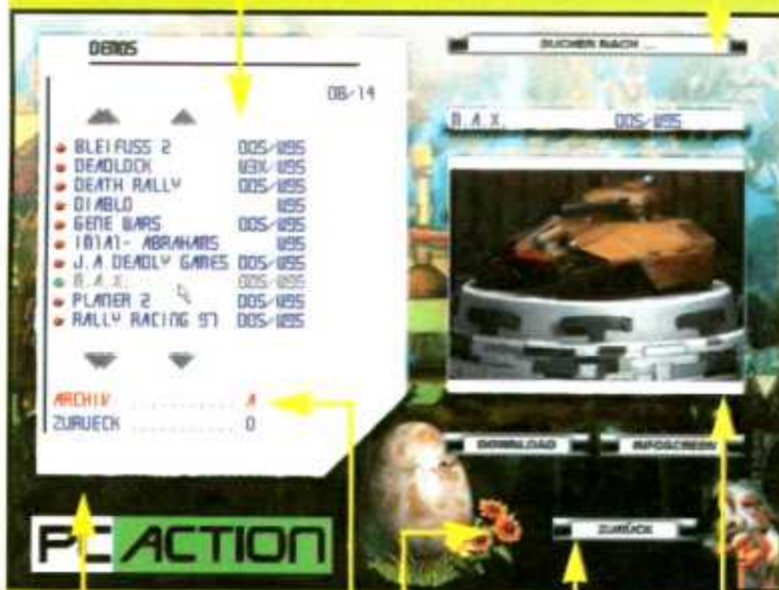 DEMOS
08/14
BLEIFUSS 2 DOS/W95
DEADLOCK W3X/W95
DEATH RALLY DOS/W95
DIABLO W95
GENE WARS DOS/W95
ABRAHAMS W95
J.A. DEADLY GAMES DOS/W95
B.A.X. DOS/W95
PLANER 2 DOS/W95
RALLY RACING 97 DOS/W95
ARCHIV A
ZURUECK 0
SUCHEN NACH ...
B.A.X. DOS/W95
DOWNLOAD
INFOSCREEN
ZURÜCK
PC ACTION